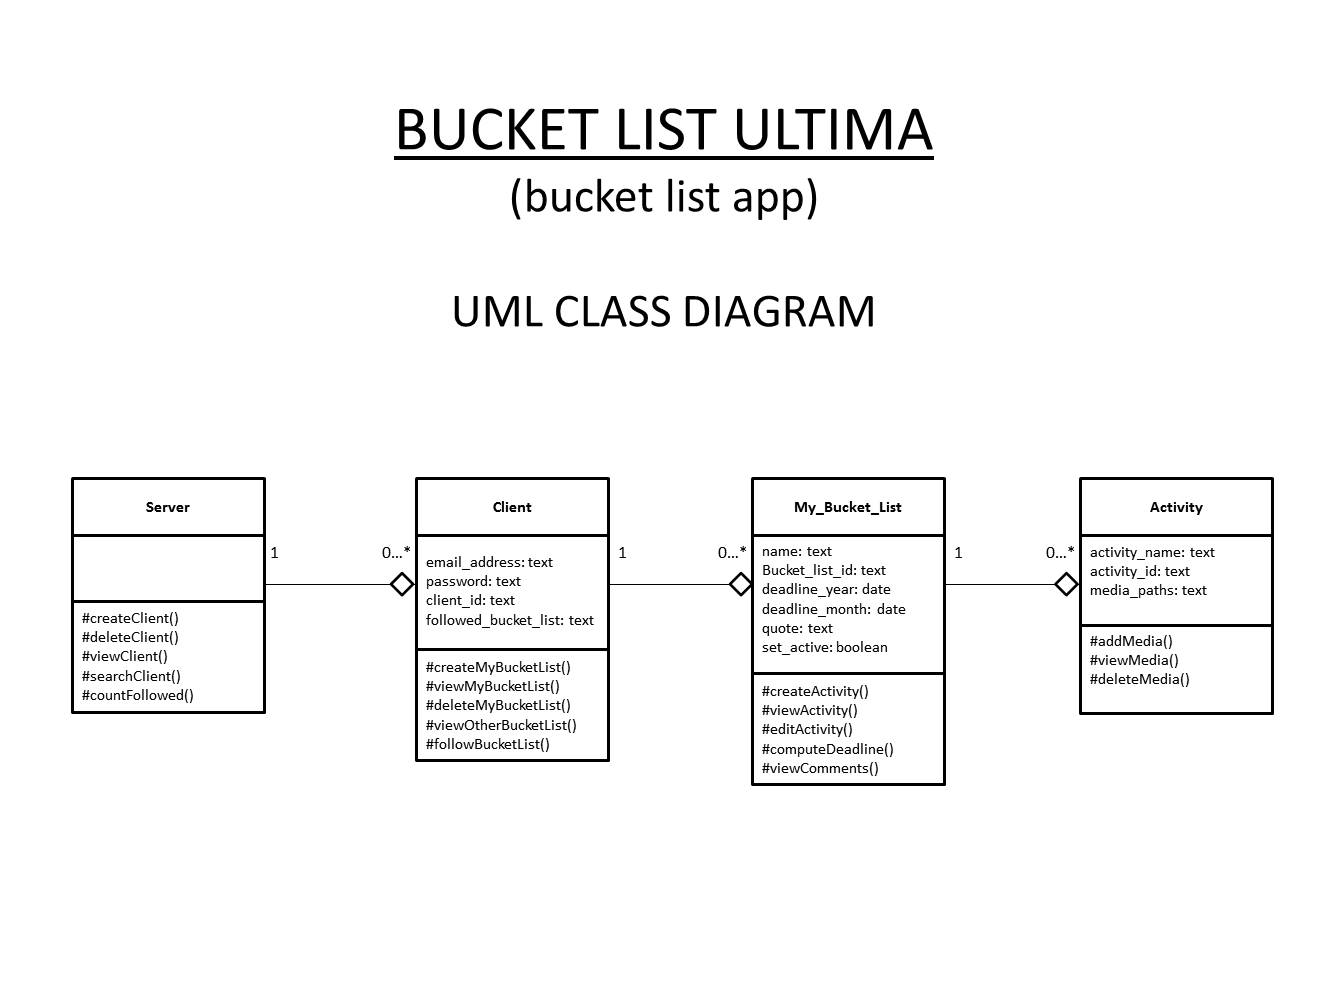 BUCKET LIST ULTIMA
(bucket list app)
UML CLASS DIAGRAM
Server
#createClient()
#deleteClient()
#viewClient()
#searchClient()
#countFollowed()
1
0...*
Client
email_address: text
password: text
client_id: text
followed_bucket_list: text
#createMyBucketList()
#viewMyBucketList()
#deleteMyBucketList()
#viewOtherBucketList()
#followBucketList()
1
0...*
My_Bucket_List
name: text
Bucket_list_id: text
deadline_year: date
deadline_month: date
quote: text
set_active: boolean
#createActivity()
#viewActivity()
#editActivity()
#computeDeadline()
#viewComments()
1
0...*
Activity
activity_name: text
activity_id: text
media_paths: text
#addMedia()
#viewMedia()
#deleteMedia()